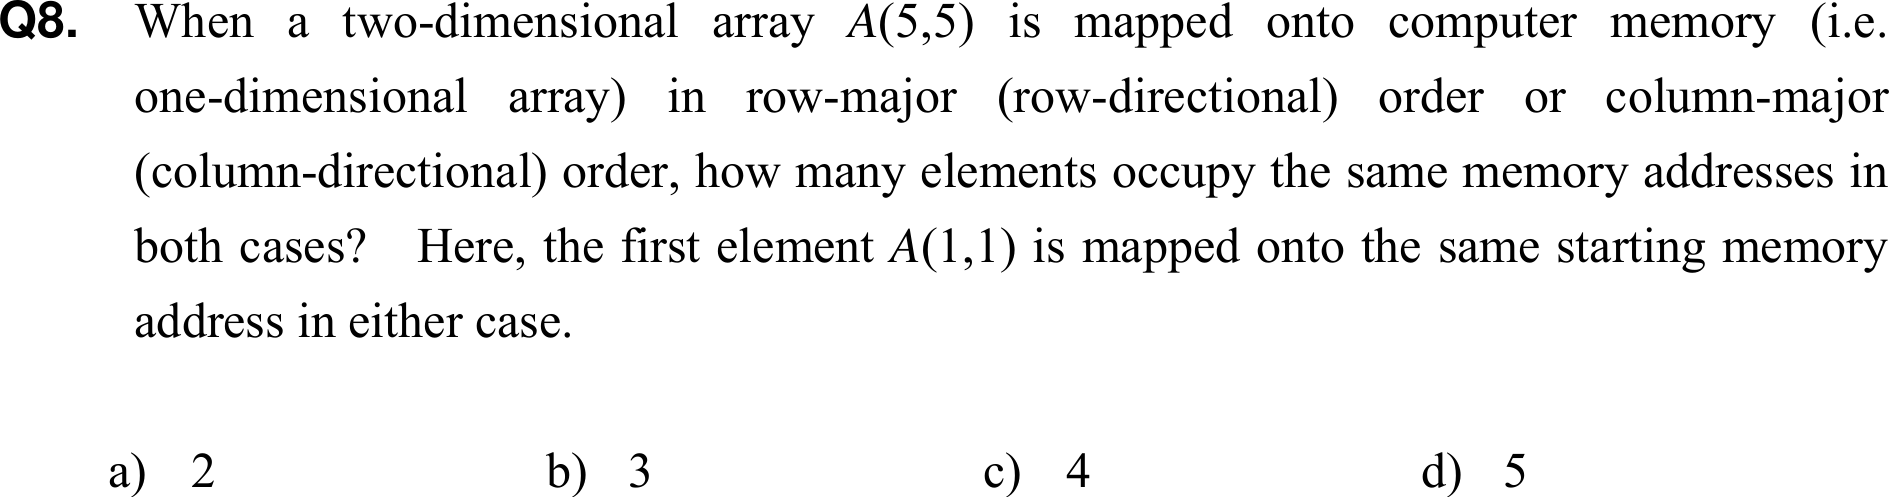 Q8. When a two-dimensional array A(5,5) is mapped onto computer memory (i.e.
one-dimensional array) in row-major (row-directional) order or column-major
(column-directional) order, how many elements occupy the same memory addresses in
both cases? Here, the first element A(1,1) is mapped onto the same starting memory
address in either case.
a) 2 b) 3 c) 4 d) 5